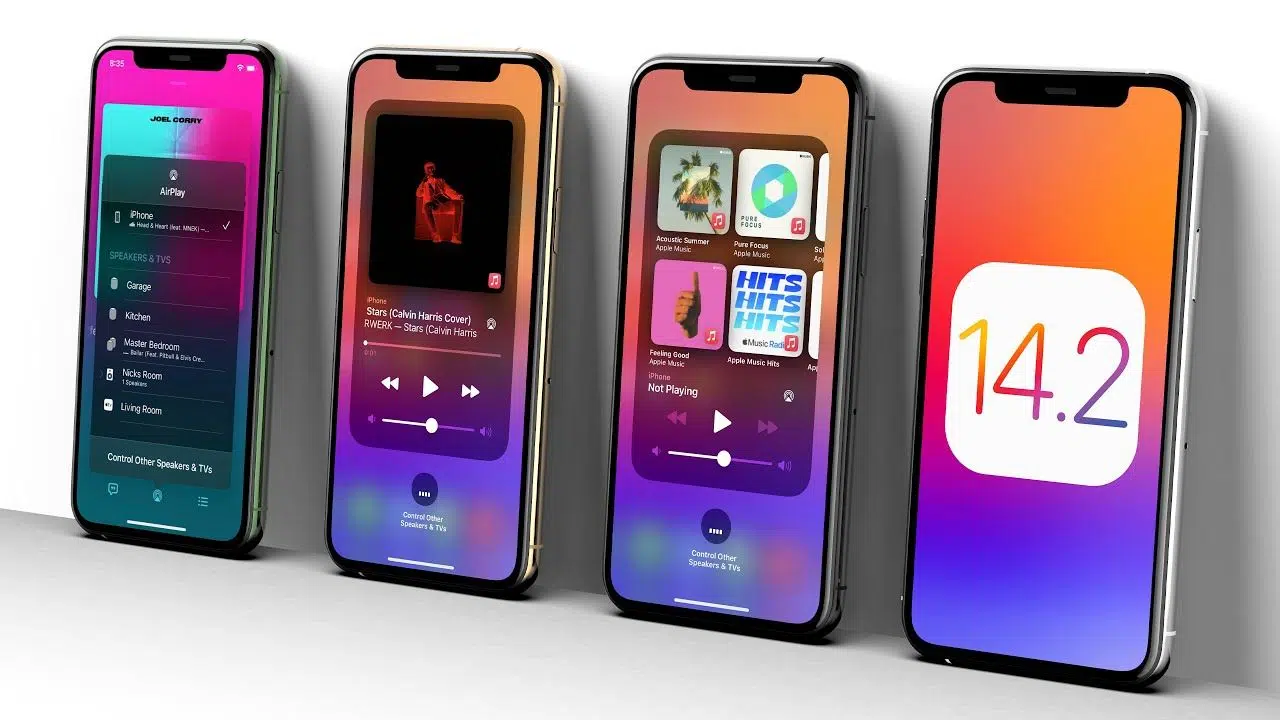 8:35
JOEL CORRY
AirPlay
iPhone
Head & Heart (feat. MNEK) —...
SPEAKERS & TVS
Garage
Kitchen
Master Bedroom
Bailar (Feat. Pitbull & Elvis Cre...
Nicks Room
1 Speakers
Living Room
Control Other Speakers & TVs
iPhone
Stars (Calvin Harris Cover)
RWERK — Stars (Calvin Harris
0:01
Control Other
Speakers & TVs
PURE
FOCUS
Acoustic Summer
Apple Music
Pure Focus
Apple Music
HITS
HITS
HITS
Music Radi
Feeling Good
Apple Music
Apple Music Hits
iPhone
Not Playing
Control Other
Speakers & TVs
14.2